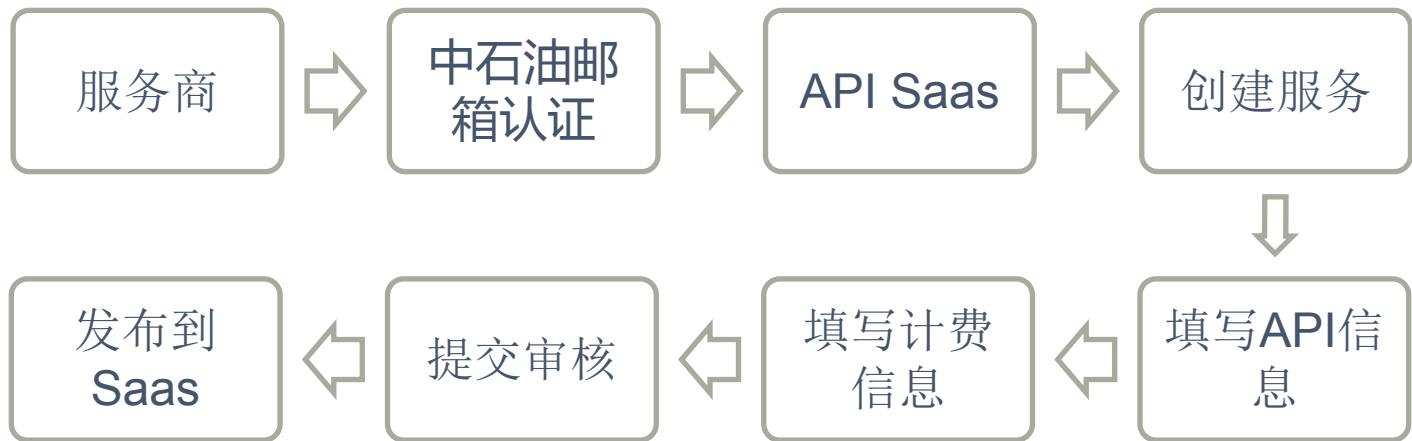 服务商
中石油邮
箱认证
API Saas
创建服务
填写API信
息
填写计费
信息
提交审核
发布到
Saas